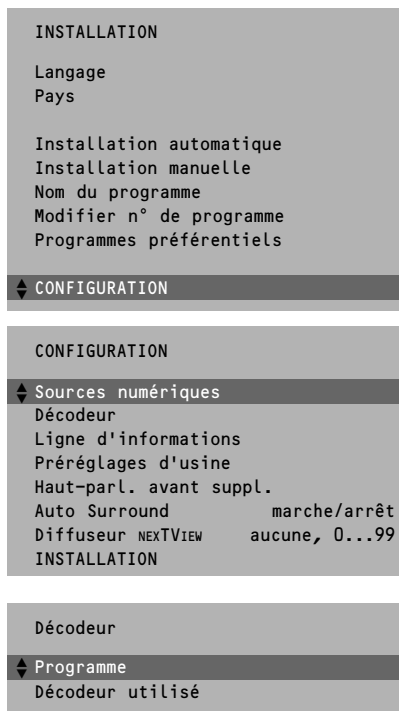 INSTALLATION
Langage
Pays
Installation automatique
Installation manuelle
Nom du programme
Modifier n° de programme
Programmes préférentiels
CONFIGURATION
CONFIGURATION
Sources numériques
Décodeur
Ligne d'informations
Préréglages d'usine
Haut-parl. avant suppl.
Auto Surround marche/arrêt
Diffuseur NEXTVIEW aucune, 0...99
INSTALLATION
Décodeur
Programme
Décodeur utilisé